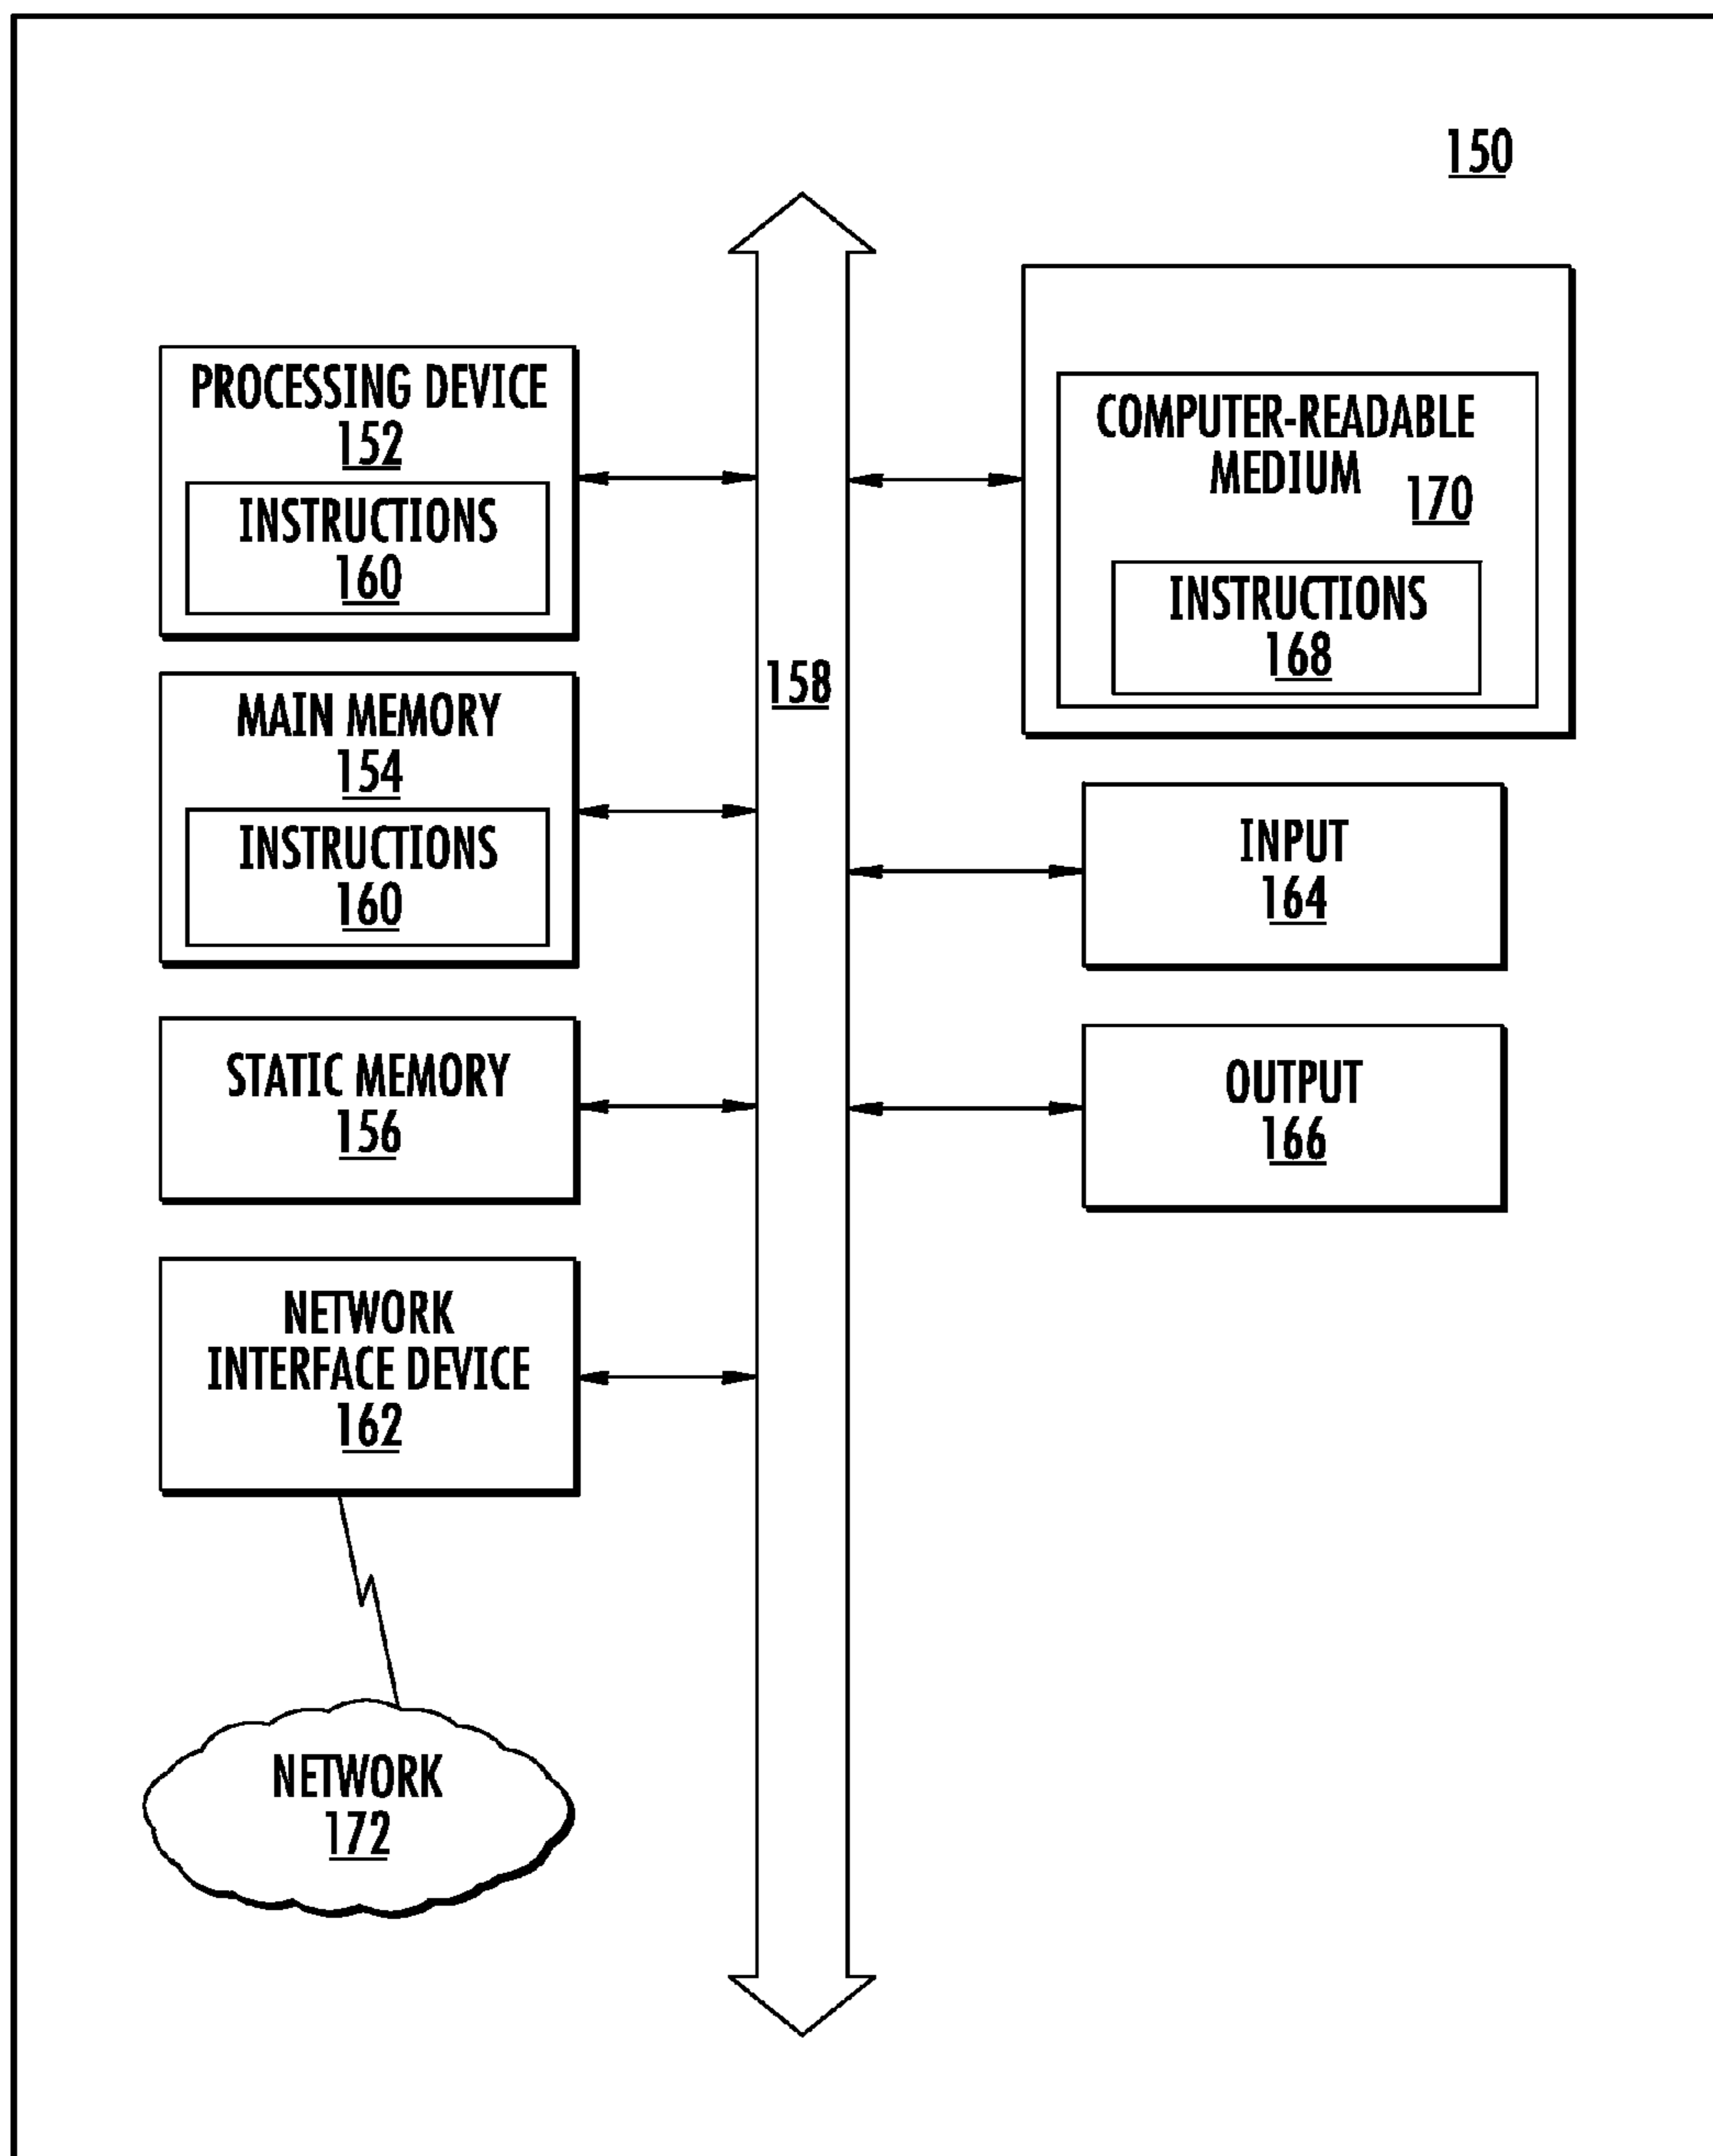 150
PROCESSING DEVICE
152
INSTRUCTIONS
160
MAIN MEMORY
154
INSTRUCTIONS
160
STATIC MEMORY
156
NETWORK
INTERFACE DEVICE
162
NETWORK
172
158
COMPUTER-READABLE
MEDIUM
170
INSTRUCTIONS
168
INPUT
164
OUTPUT
166